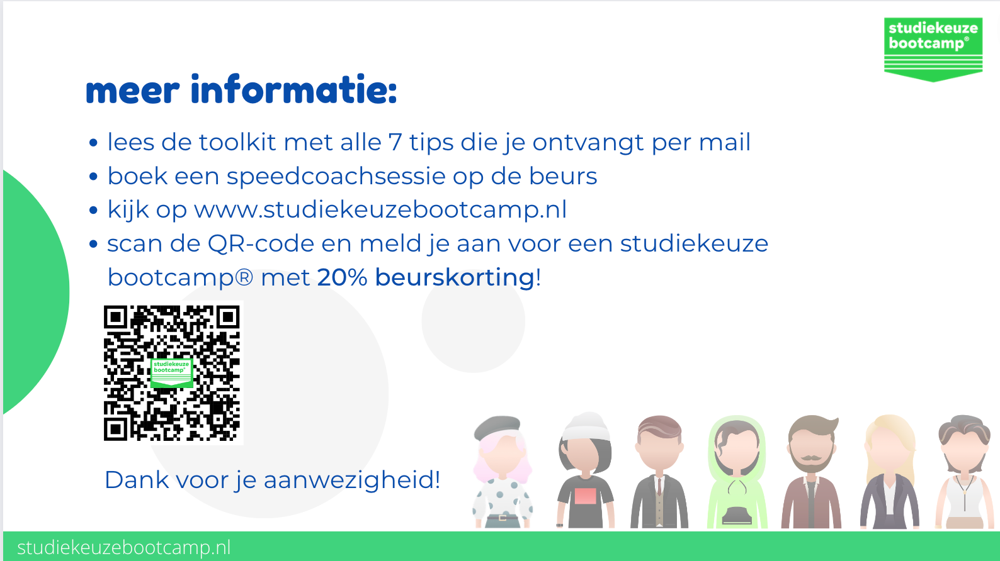 studiekeuze
bootcamp®
meer informatie:
• lees de toolkit met alle 7 tips die je ontvangt per mail
• boek een speedcoachsessie op de beurs
• kijk op www.studiekeuzebootcamp.nl
• scan de QR-code en meld je aan voor een studiekeuze
bootcamp® met 20% beurskorting!
studiekeuze
bootcamp®
Dank voor je aanwezigheid!
studiekeuzebootcamp.nl